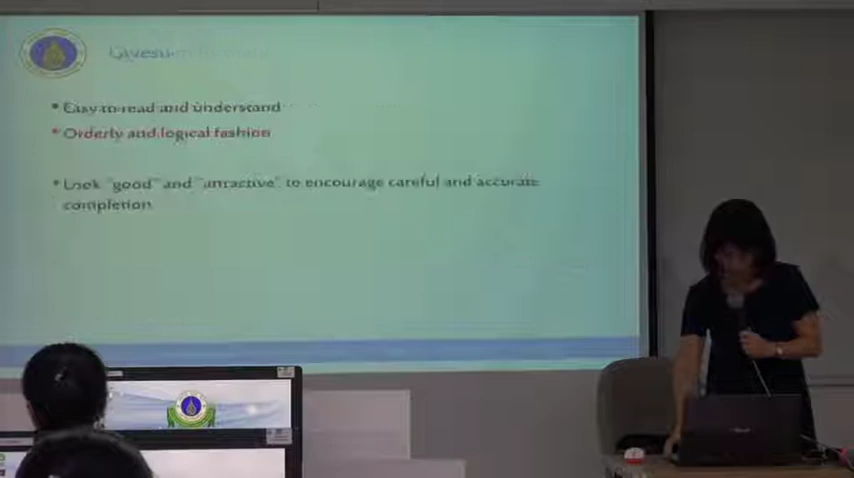 • Easy to read and understand
• Orderly and logical fashion
• Look "good" and "attractive" to encourage careful and accurate
completion